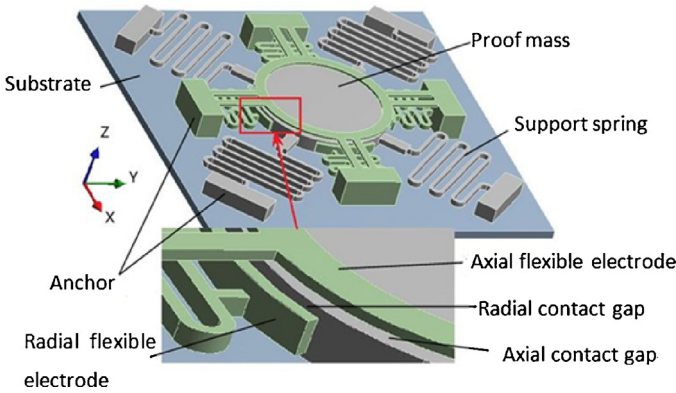 Proof mass
Substrate
Support spring
Z
Y
X
Anchor
Axial flexible electrode
Radial contact gap
Radial flexible
electrode
Axial contact gap